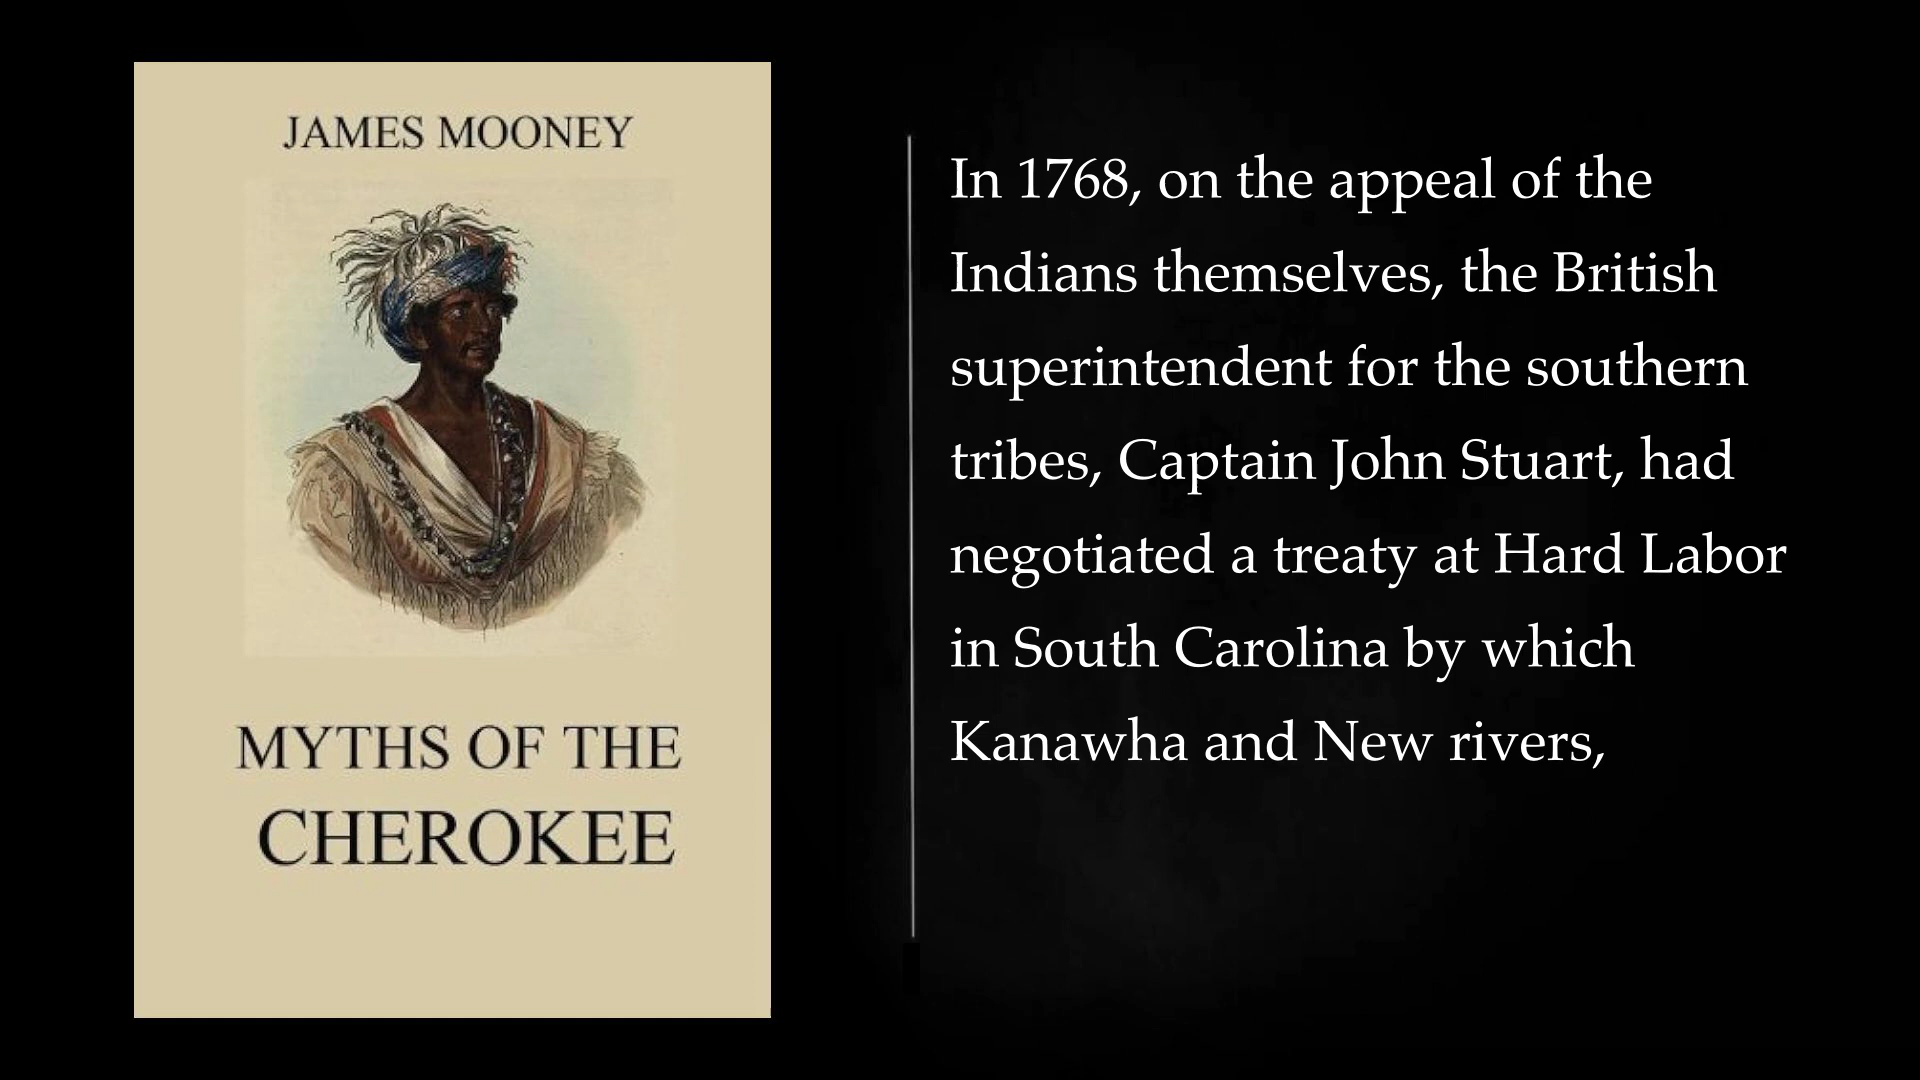 JAMES MOONEY
MYTHS OF THE
CHEROKEE
In 1768, on the appeal of the
Indians themselves, the British
superintendent for the southern
tribes, Captain John Stuart, had
negotiated a treaty at Hard Labor
in South Carolina by which
Kanawha and New rivers,